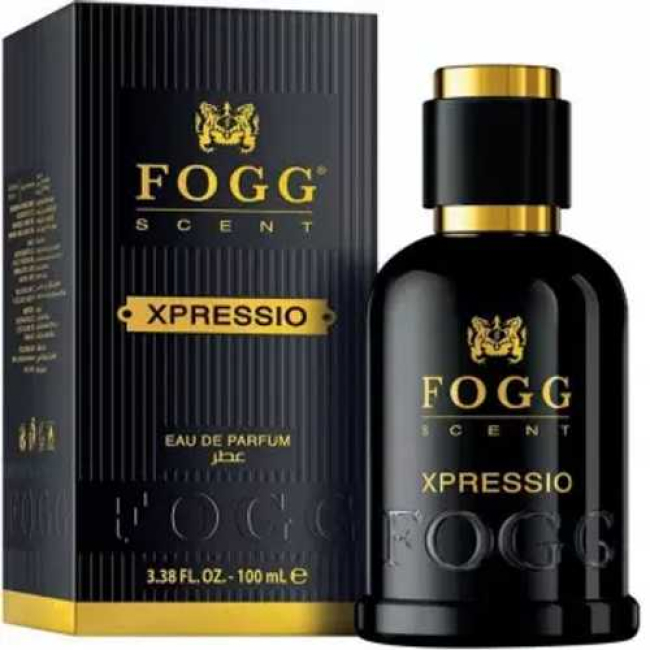 FOGG®
SCENT
XPRESSIO
EAU DE PARFUM
عطر
FOGG
3.38 FL. OZ. - 100 mL ℮
FOGG
SCENT
XPRESSIO
FOGG